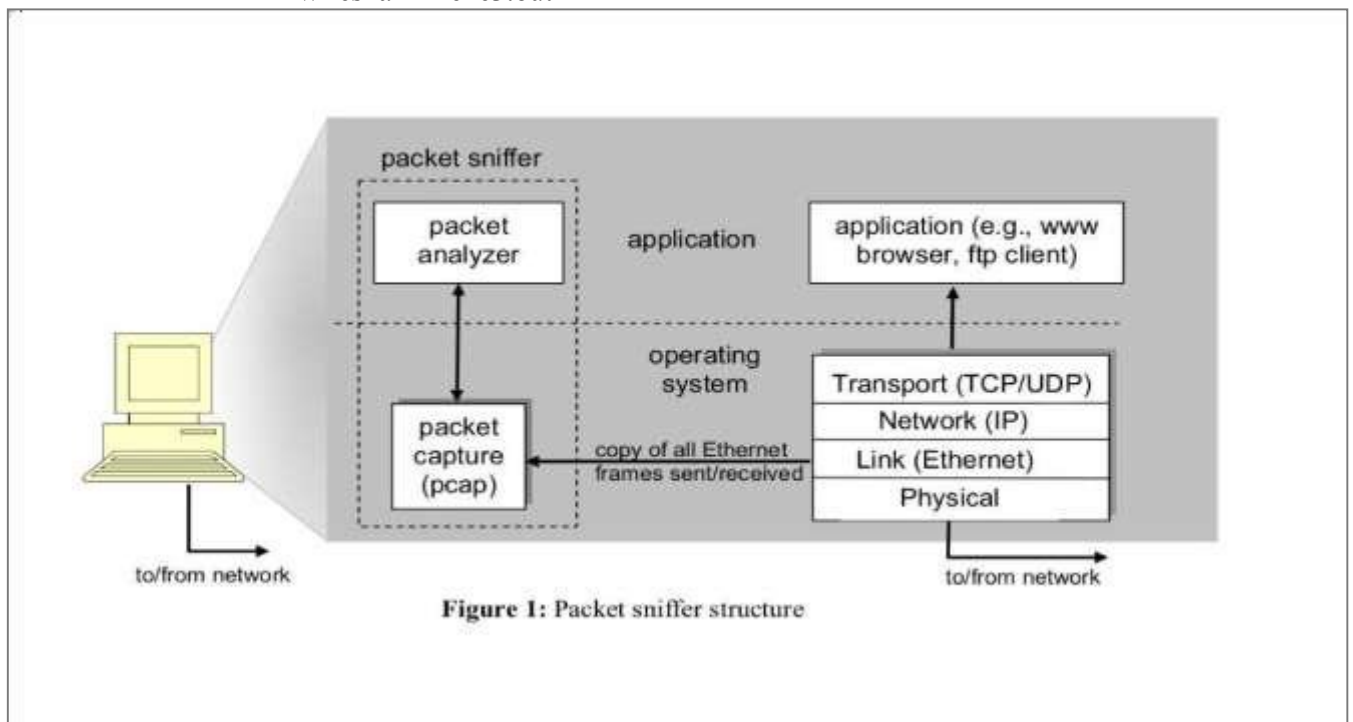 packet sniffer
packet
analyzer
application
application (e.g., www
browser, ftp client)
operating
system
packet
capture
(pcap)
copy of all Ethernet
frames sent/received
Transport (TCP/UDP)
Network (IP)
Link (Ethernet)
Physical
to/from network
to/from network
Figure 1: Packet sniffer structure